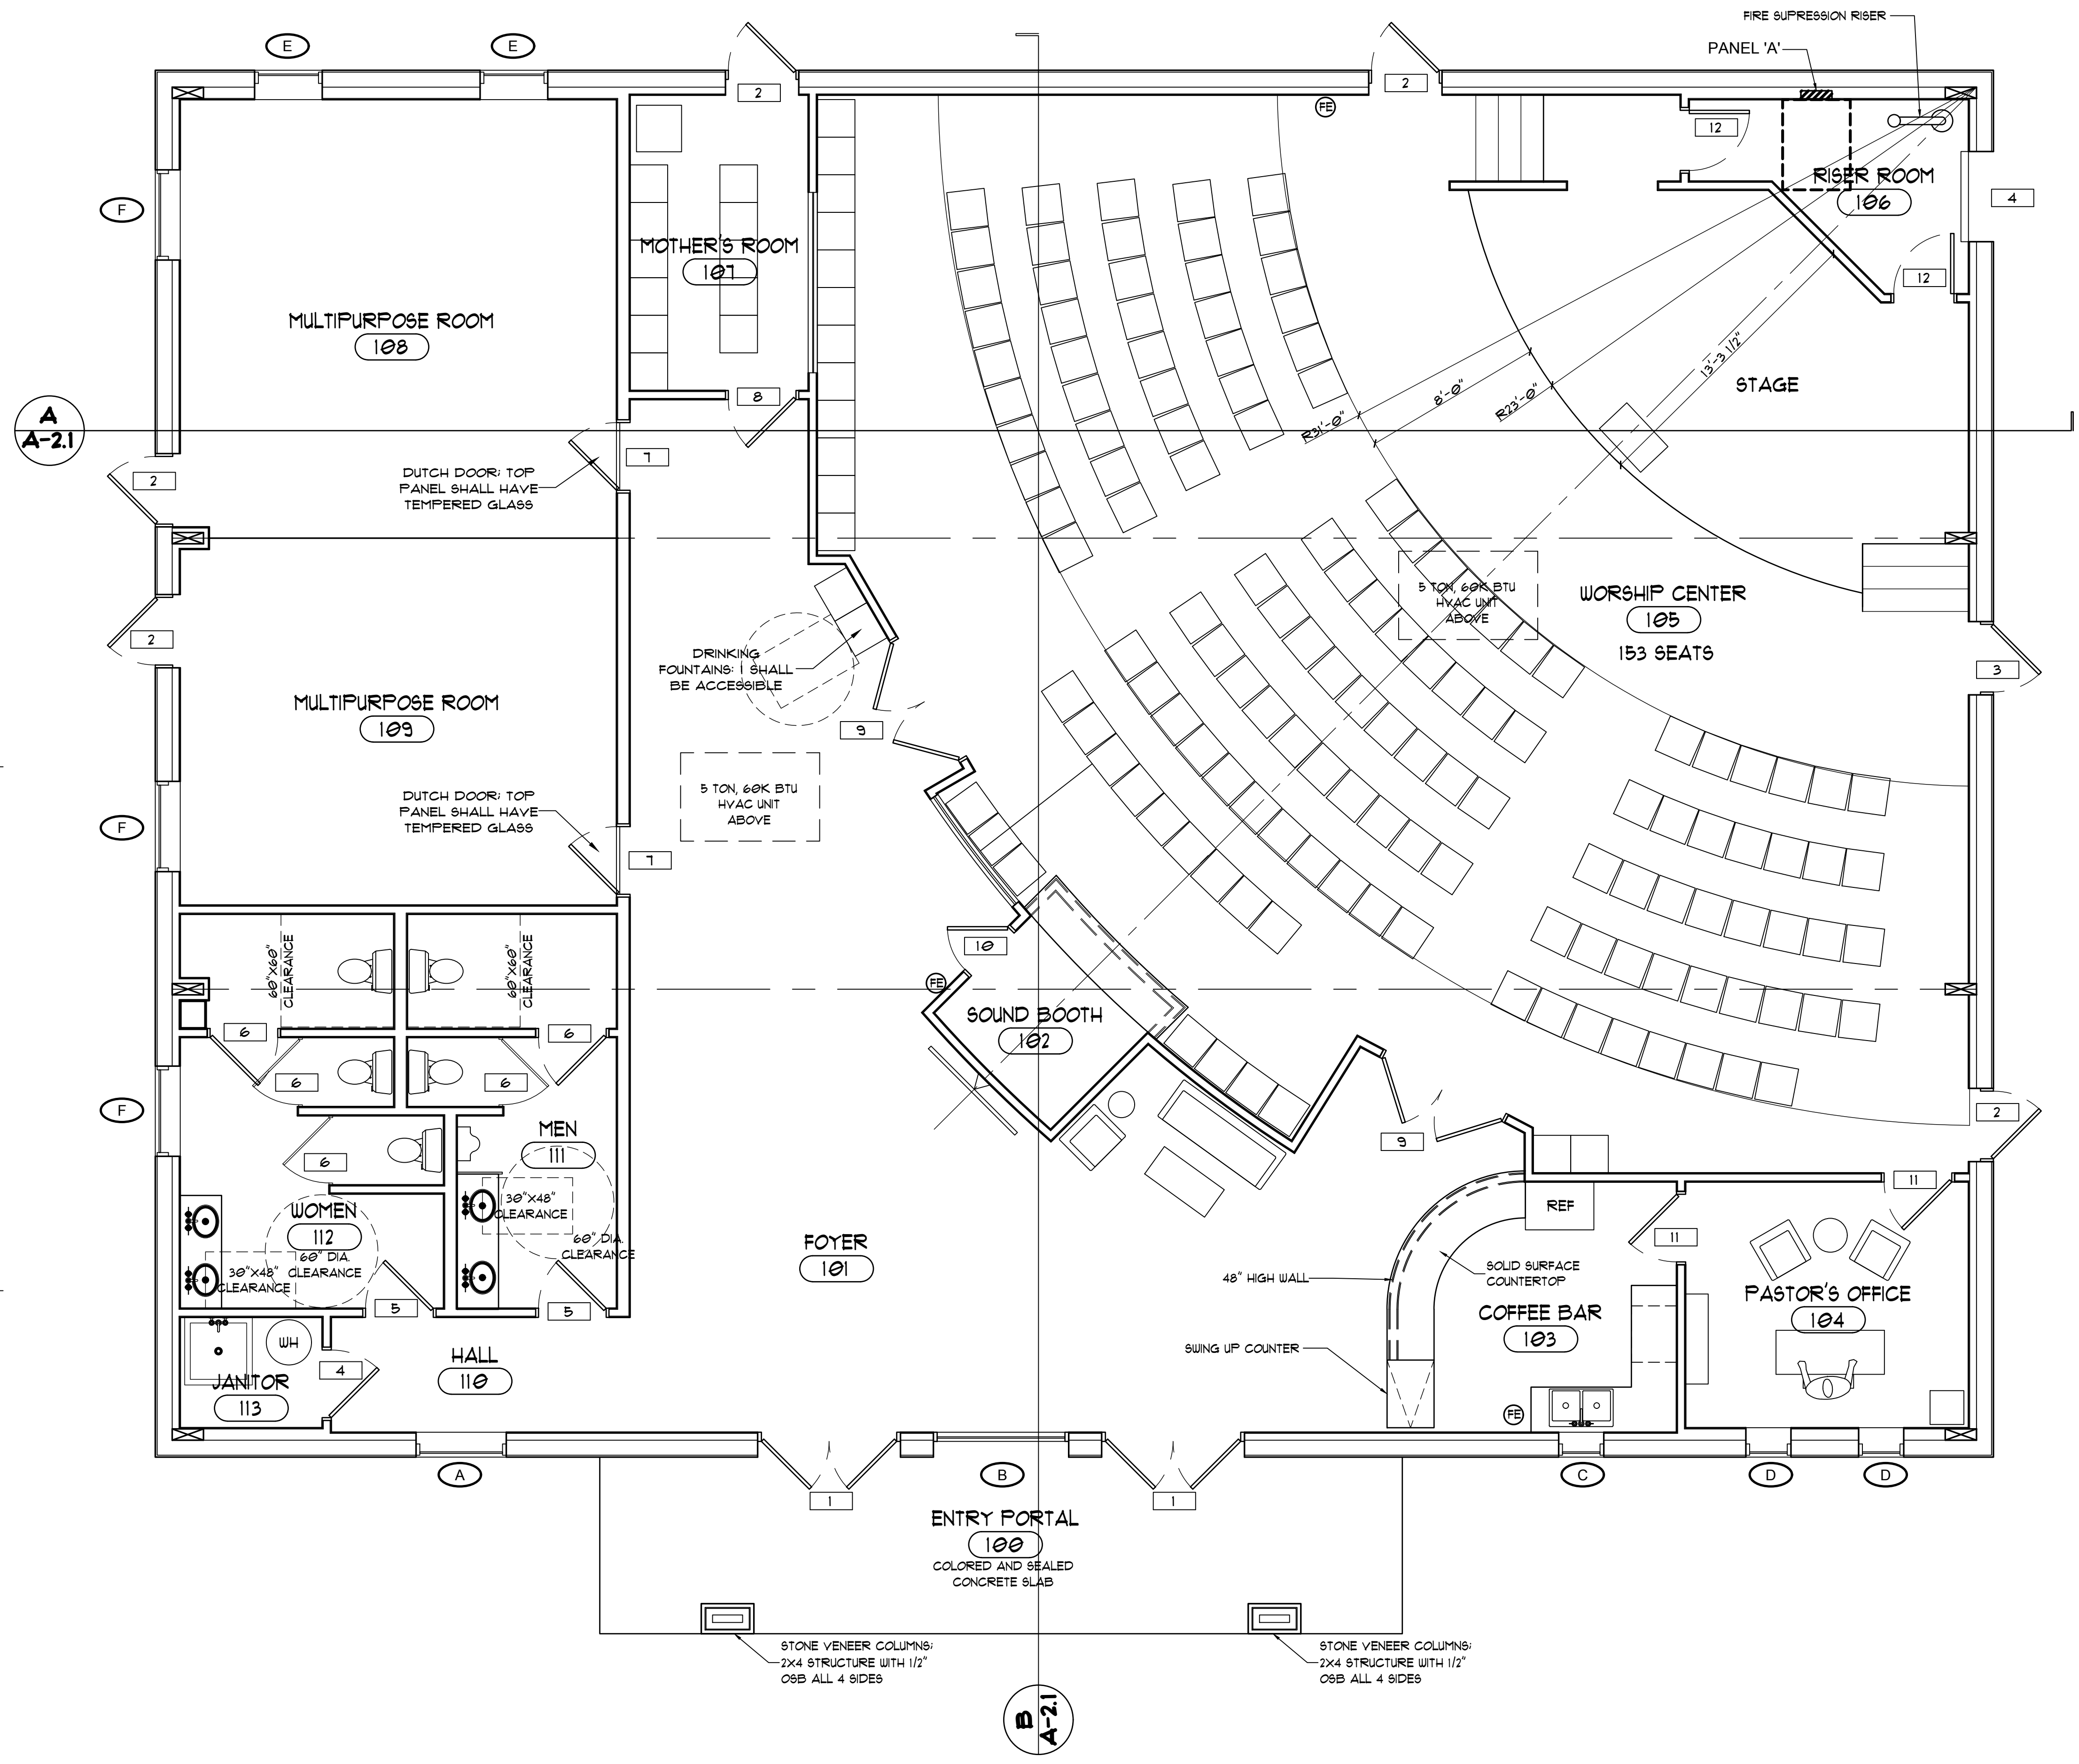 FIRE SUPRESSION RISER
PANEL 'A'
E
E
2
2
FE
12
RISER ROOM
106
4
F
MOTHER'S ROOM
107
12
MULTIPURPOSE ROOM
108
13'-3 1/2"
STAGE
8'-0"
R23'-0"
R31'-0"
8
A
A-2.1
7
DUTCH DOOR; TOP
PANEL SHALL HAVE
TEMPERED GLASS
2
5 TON, 60K BTU
HVAC UNIT
ABOVE
WORSHIP CENTER
105
153 SEATS
2
DRINKING
FOUNTAINS: 1 SHALL
BE ACCESSIBLE
3
MULTIPURPOSE ROOM
109
9
5 TON, 60K BTU
HVAC UNIT
ABOVE
DUTCH DOOR; TOP
PANEL SHALL HAVE
TEMPERED GLASS
F
7
10
60"X60"
CLEARANCE
60"X60"
CLEARANCE
FE
SOUND BOOTH
102
6
6
6
6
F
2
MEN
111
9
6
11
30"X48"
CLEARANCE
REF
WOMEN
112
60" DIA.
CLEARANCE
60" DIA.
CLEARANCE
30"X48"
CLEARANCE
FOYER
101
11
48" HIGH WALL
SOLID SURFACE
COUNTERTOP
PASTOR'S OFFICE
104
5
5
COFFEE BAR
103
WH
SWING UP COUNTER
HALL
110
4
JANITOR
113
FE
A
B
C
D
D
1
1
ENTRY PORTAL
100
COLORED AND SEALED
CONCRETE SLAB
STONE VENEER COLUMNS;
2X4 STRUCTURE WITH 1/2"
OSB ALL 4 SIDES
STONE VENEER COLUMNS;
2X4 STRUCTURE WITH 1/2"
OSB ALL 4 SIDES
B
A-2.1